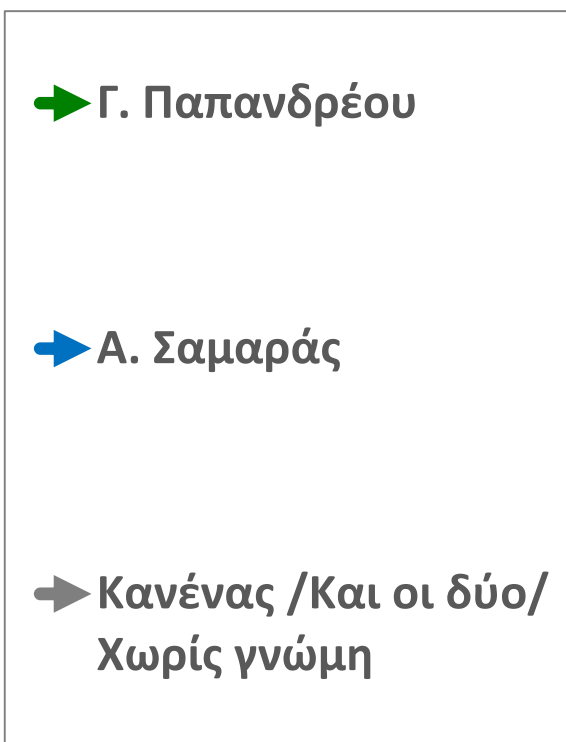 Γ. Παπανδρέου
Α. Σαμαράς
Κανένας /Και οι δύο/
Χωρίς γνώμη